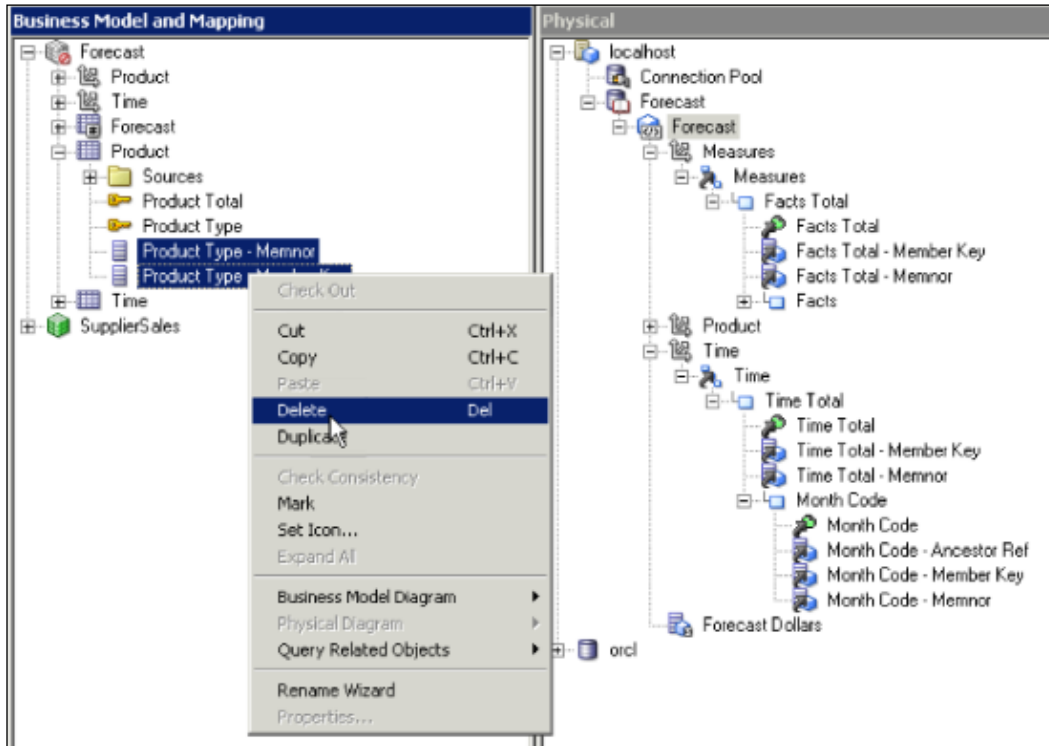 Business Model and Mapping
Forecast
Product
Time
Forecast
Product
Sources
Product Total
Product Type
Product Type - Memnor
Product Type
Time
SupplierSales
Check Out
Cut Ctrl+X
Copy Ctrl+C
Paste Ctrl+V
Delete Del
Duplicate
Check Consistency
Mark
Set Icon...
Expand All
Business Model Diagram
Physical Diagram
Query Related Objects
Rename Wizard
Properties...
Physical
localhost
Connection Pool
Forecast
Forecast
Measures
Measures
Facts Total
Facts Total
Facts Total - Member Key
Facts Total - Memnor
Facts
Product
Time
Time
Time Total
Time Total
Time Total - Member Key
Time Total - Memnor
Month Code
Month Code
Month Code - Ancestor Ref
Month Code - Member Key
Month Code - Memnor
Forecast Dollars
orcl